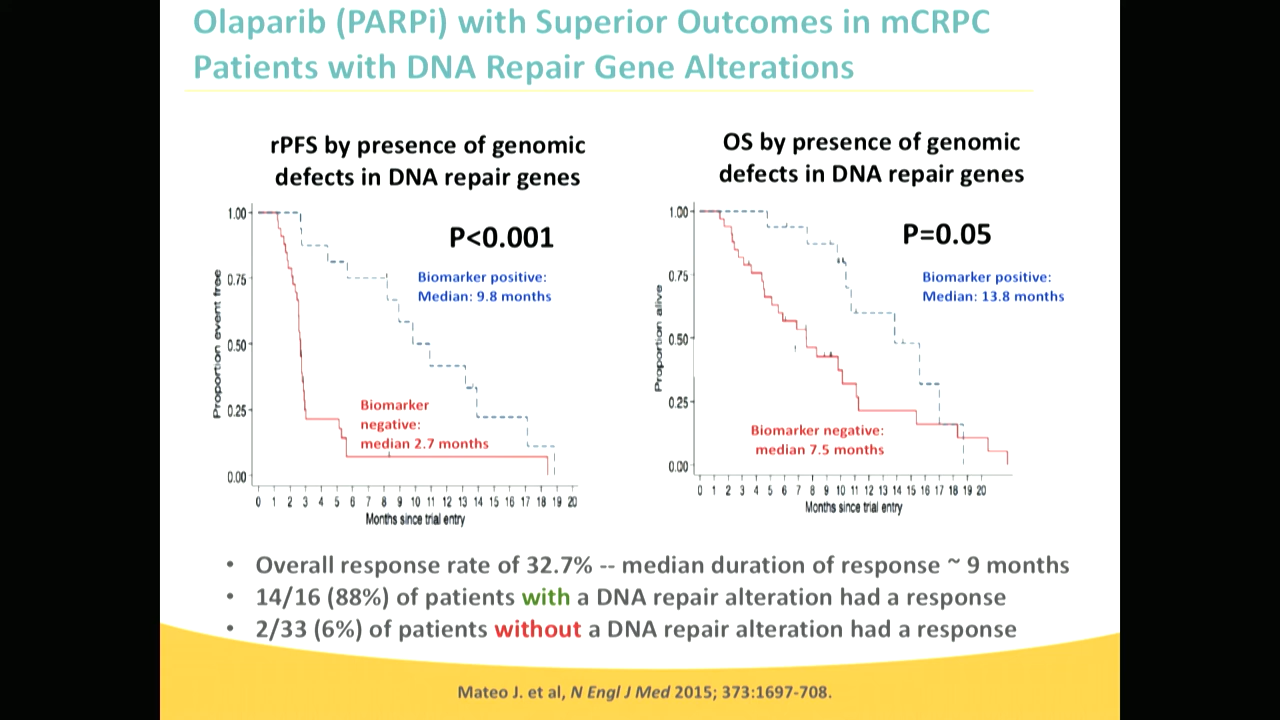 Olaparib (PARPi) with Superior Outcomes in mCRPC
Patients with DNA Repair Gene Alterations
rPFS by presence of genomic
defects in DNA repair genes
P<0.001
Biomarker positive:
Median: 9.8 months
Biomarker
negative:
median 2.7 months
Proportion event free
1.00
0.75
0.50
0.25
0.00
0 1 2 3 4 5 6 7 8 9 10 11 12 13 14 15 16 17 18 19 20
Months since trial entry
OS by presence of genomic
defects in DNA repair genes
P=0.05
Biomarker positive:
Median: 13.8 months
Biomarker negative:
median 7.5 months
Proportion alive
1.00
0.75
0.50
0.25
0.00
0 1 2 3 4 5 6 7 8 9 10 11 12 13 14 15 16 17 18 19 20
Months since trial entry
• Overall response rate of 32.7% -- median duration of response ~ 9 months
• 14/16 (88%) of patients with a DNA repair alteration had a response
• 2/33 (6%) of patients without a DNA repair alteration had a response
Mateo J. et al, N Engl J Med 2015; 373:1697-708.